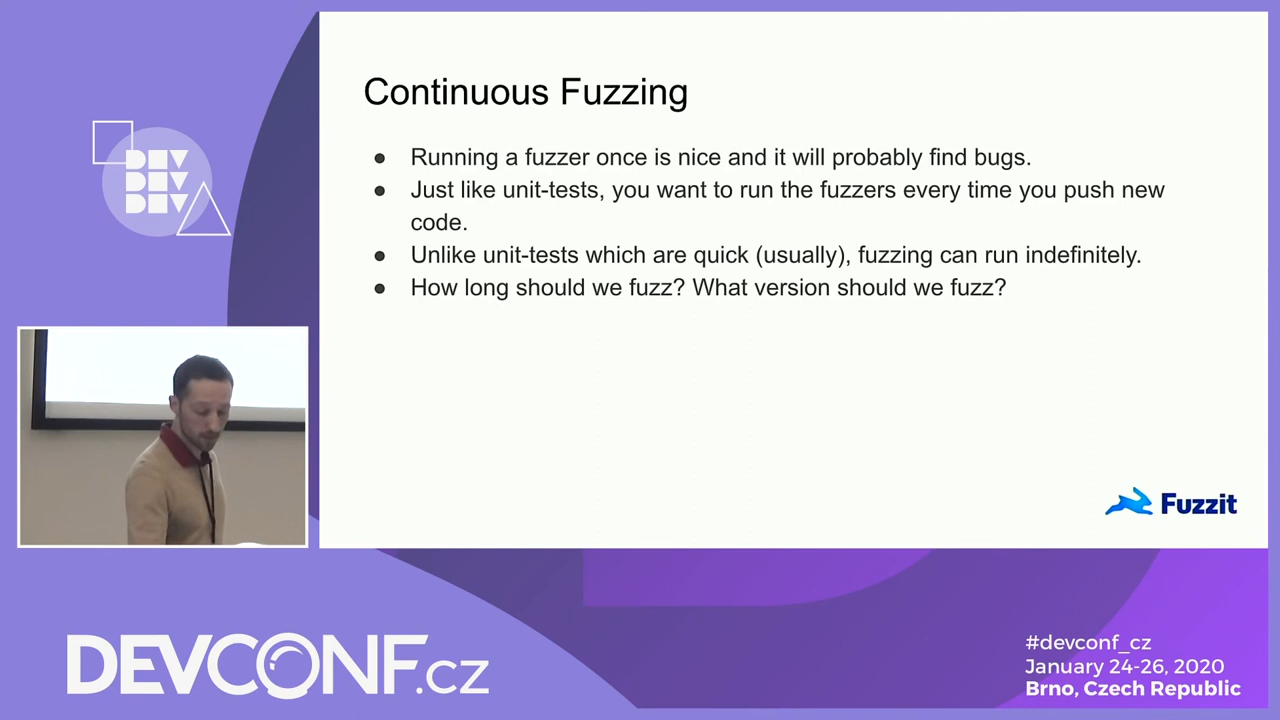 Continuous Fuzzing
● Running a fuzzer once is nice and it will probably find bugs.
● Just like unit-tests, you want to run the fuzzers every time you push new
code.
● Unlike unit-tests which are quick (usually), fuzzing can run indefinitely.
● How long should we fuzz? What version should we fuzz?
Fuzzit
DEV
DEV
DEV
DEVCONF.cz
#devconf_cz
January 24-26, 2020
Brno, Czech Republic